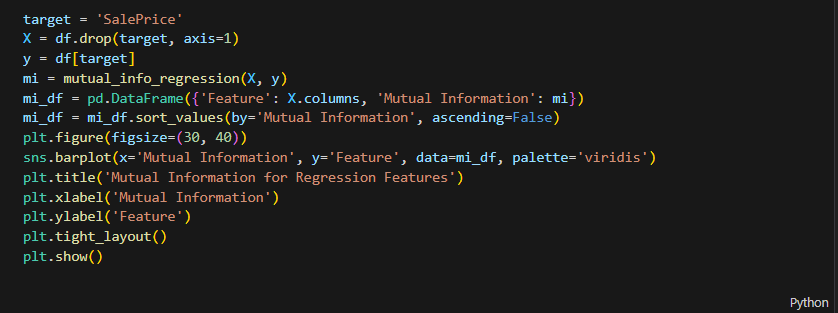 target = 'SalePrice'
X = df.drop(target, axis=1)
y = df[target]
mi = mutual_info_regression(X, y)
mi_df = pd.DataFrame({'Feature': X.columns, 'Mutual Information': mi})
mi_df = mi_df.sort_values(by='Mutual Information', ascending=False)
plt.figure(figsize=(30, 40))
sns.barplot(x='Mutual Information', y='Feature', data=mi_df, palette='viridis')
plt.title('Mutual Information for Regression Features')
plt.xlabel('Mutual Information')
plt.ylabel('Feature')
plt.tight_layout()
plt.show()
Python